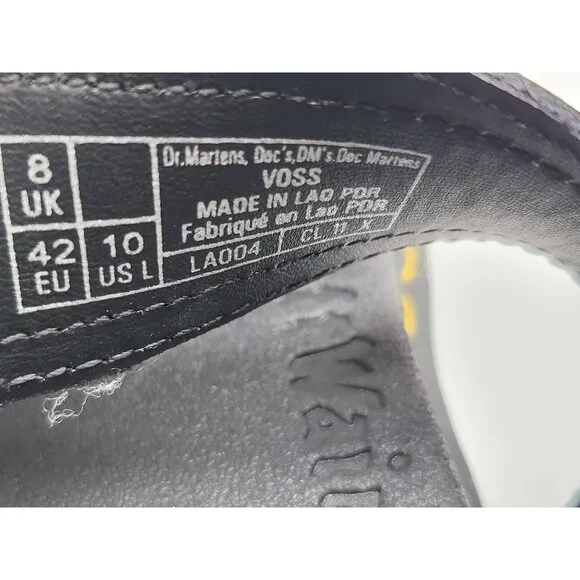 8
UK
42
EU
10
US L
Dr.Martens, Doc's,DM's.Doc Martens
VOSS
MADE IN LAO PDR
Fabriqué en Lao PDR
LA004
CL 11 X
Wair